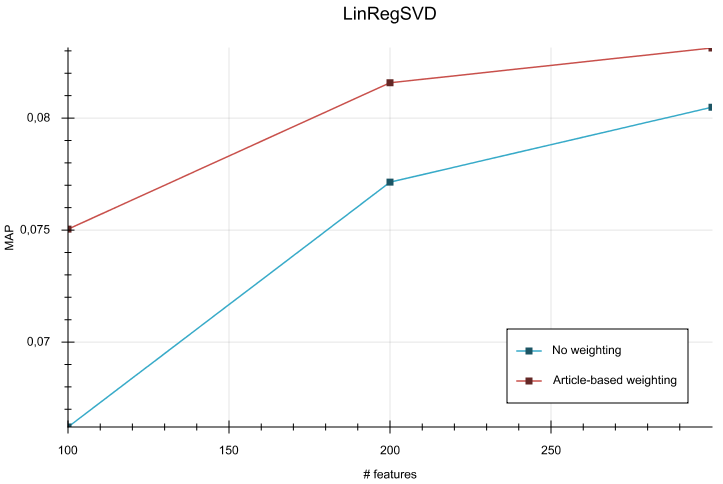 LinRegSVD
0,08
0,075
0,07
MAP
No weighting
Article-based weighting
100
150
200
250
# features